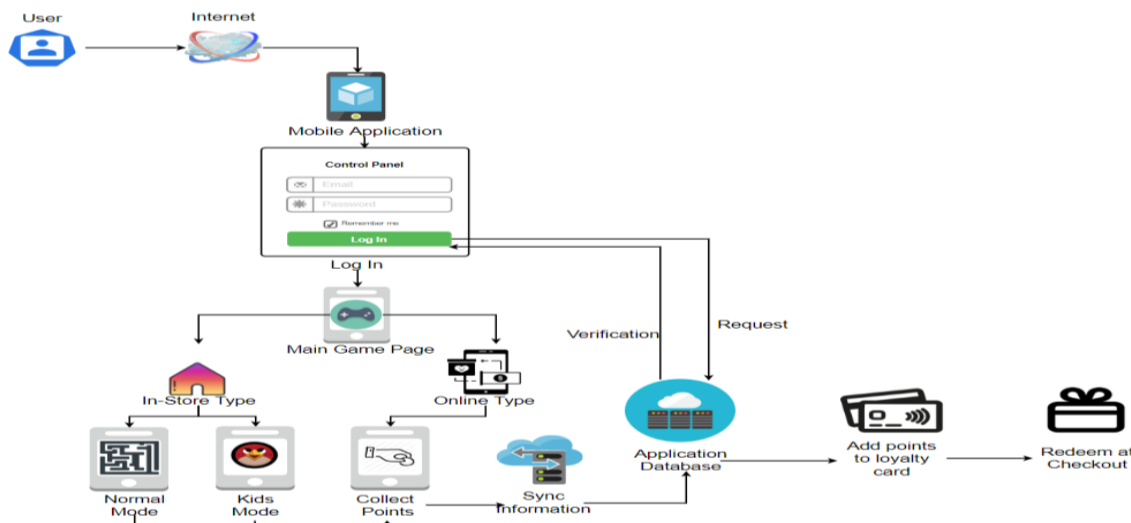 User
Internet
Mobile Application
Control Panel
Email
Password
Remember me
Log In
Log In
Main Game Page
Verification
Request
In-Store Type
Online Type
Normal
Mode
Kids
Mode
Collect
Points
Sync
Information
Application
Database
Add points
to loyalty
card
Redeem at
Checkout